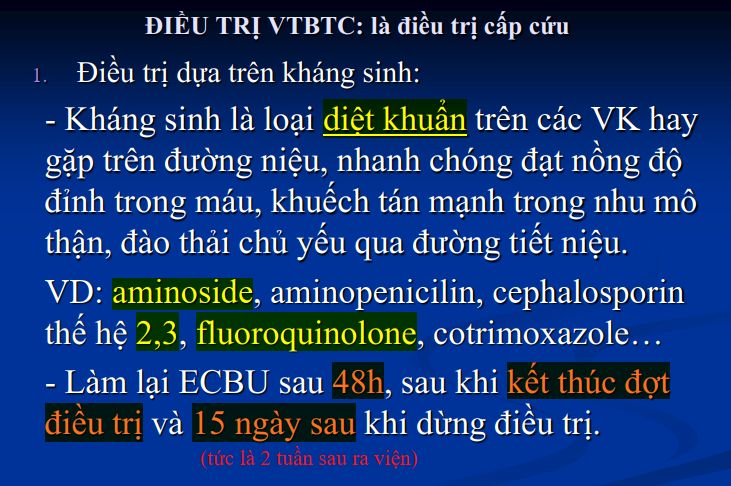 ĐIỀU TRỊ VTBTC: là điều trị cấp cứu
1. Điều trị dựa trên kháng sinh:
- Kháng sinh là loại diệt khuẩn trên các VK hay
gặp trên đường niệu, nhanh chóng đạt nồng độ
đỉnh trong máu, khuếch tán mạnh trong nhu mô
thận, đào thải chủ yếu qua đường tiết niệu.
VD: aminoside, aminopenicilin, cephalosporin
thế hệ 2,3, fluoroquinolone, cotrimoxazole…
- Làm lại ECBU sau 48h, sau khi kết thúc đợt
điều trị và 15 ngày sau khi dừng điều trị.
(tức là 2 tuần sau ra viện)